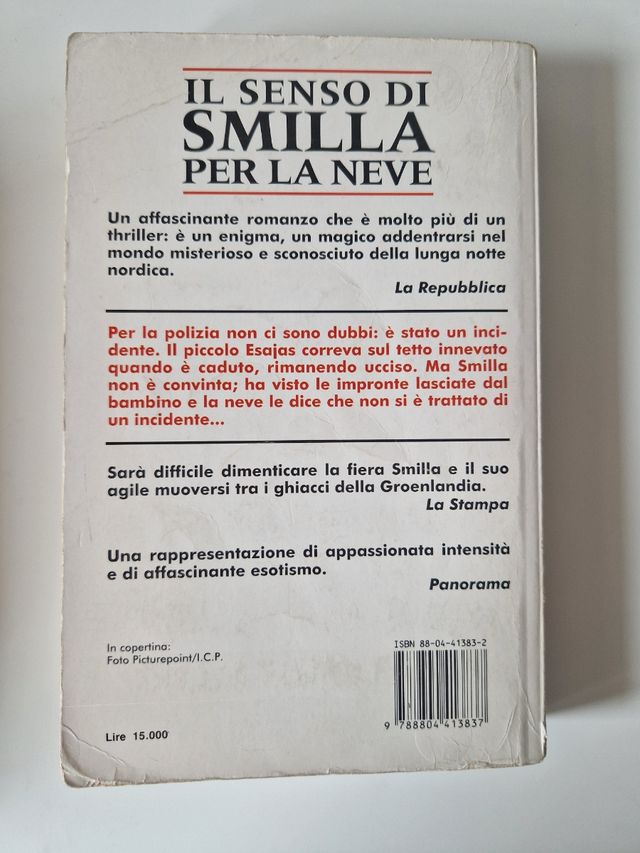 IL SENSO DI
SMILLA
PER LA NEVE
Un affascinante romanzo che è molto più di un
thriller: è un enigma, un magico addentrarsi nel
mondo misterioso e sconosciuto della lunga notte
nordica.
La Repubblica
Per la polizia non ci sono dubbi: è stato un inci-
dente. Il piccolo Esajas correva sul tetto innevato
quando è caduto, rimanendo ucciso. Ma Smilla
non è convinta; ha visto le impronte lasciate dal
bambino e la neve le dice che non si è trattato di
un incidente...
Sarà difficile dimenticare la fiera Smilla e il suo
agile muoversi tra i ghiacci della Groenlandia.
La Stampa
Una rappresentazione di appassionata intensità
e di affascinante esotismo.
Panorama
In copertina:
Foto Picturepoint/I.C.P.
ISBN 88-04-41383-2
9 788804 413837
Lire 15.000